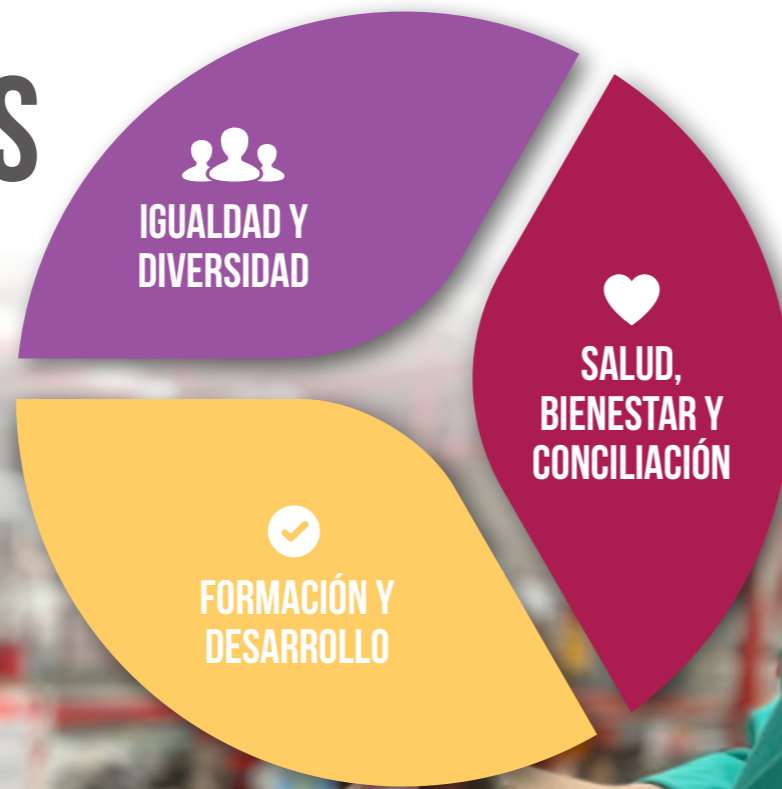 S
IGUALDAD Y
DIVERSIDAD
SALUD,
BIENESTAR Y
CONCILIACIÓN
FORMACIÓN Y
DESARROLLO